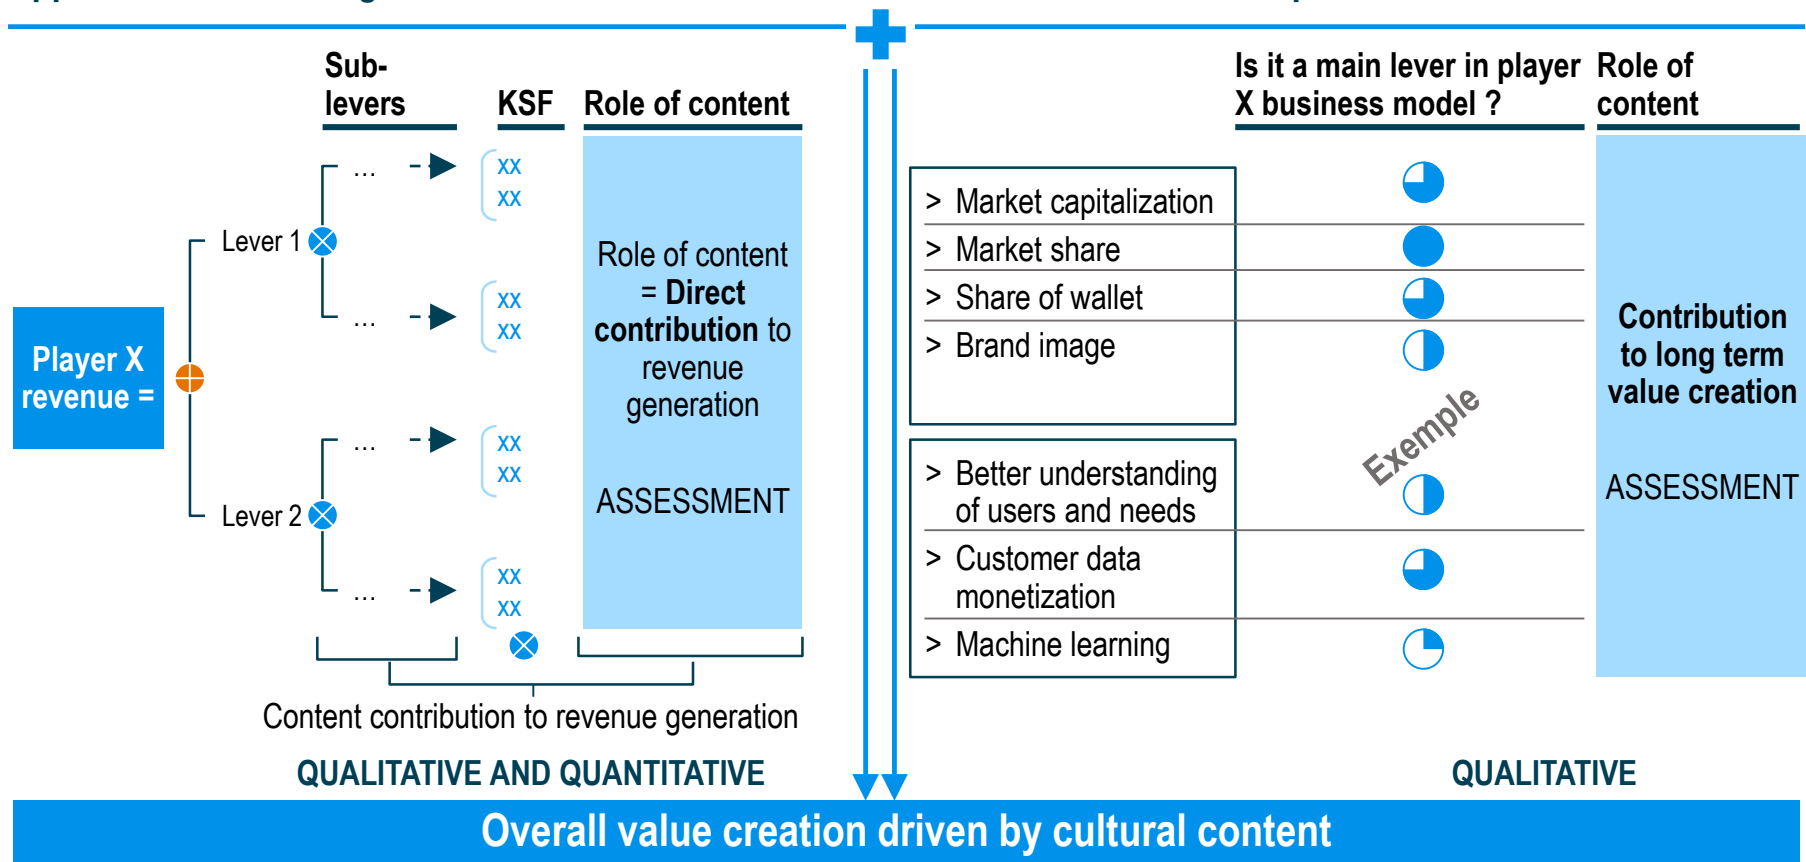 Sub-
levers
KSF
Role of content
... 
xx
xx
Lever 1
...
xx
xx
Player X
revenue =
...
xx
xx
Lever 2
...
xx
xx
Role of content
= Direct
contribution to
revenue
generation
ASSESSMENT
Content contribution to revenue generation
QUALITATIVE AND QUANTITATIVE
Is it a main lever in player
X business model ?
Role of
content
> Market capitalization
> Market share
> Share of wallet
> Brand image
Exemple
> Better understanding
of users and needs
> Customer data
monetization
> Machine learning
Contribution
to long term
value creation
ASSESSMENT
QUALITATIVE
Overall value creation driven by cultural content